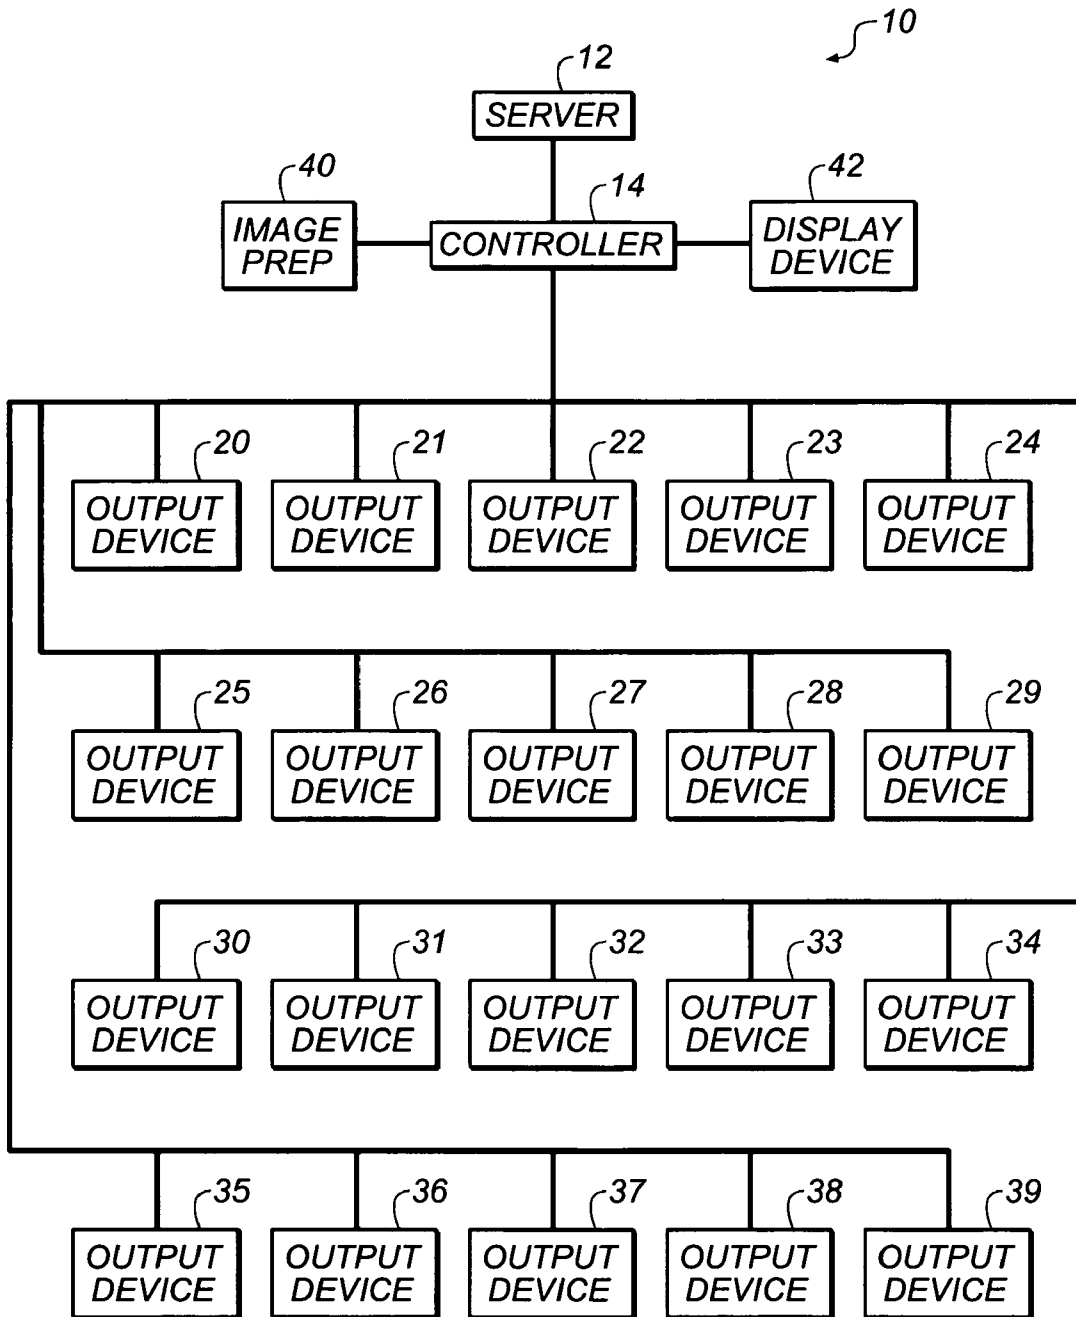 10
12
SERVER
40
14
42
IMAGE
PREP
CONTROLLER
DISPLAY
DEVICE
20
21
22
23
24
OUTPUT
DEVICE
OUTPUT
DEVICE
OUTPUT
DEVICE
OUTPUT
DEVICE
OUTPUT
DEVICE
25
26
27
28
29
OUTPUT
DEVICE
OUTPUT
DEVICE
OUTPUT
DEVICE
OUTPUT
DEVICE
OUTPUT
DEVICE
30
31
32
33
34
OUTPUT
DEVICE
OUTPUT
DEVICE
OUTPUT
DEVICE
OUTPUT
DEVICE
OUTPUT
DEVICE
35
36
37
38
39
OUTPUT
DEVICE
OUTPUT
DEVICE
OUTPUT
DEVICE
OUTPUT
DEVICE
OUTPUT
DEVICE